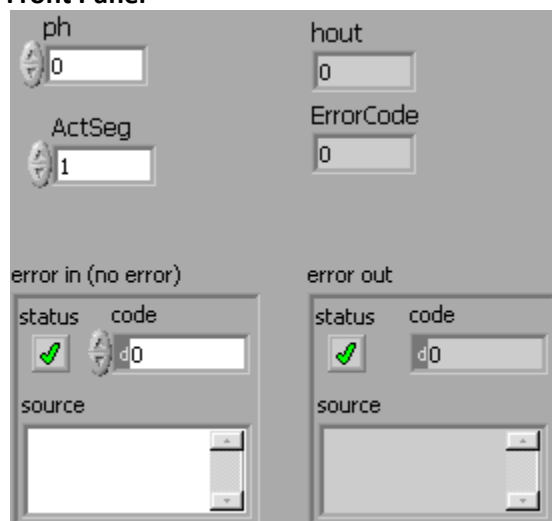 Front Panel
ph
0
hout
0
ActSeg
1
ErrorCode
0
error in (no error)
status code
d0
source
error out
status code
d0
source